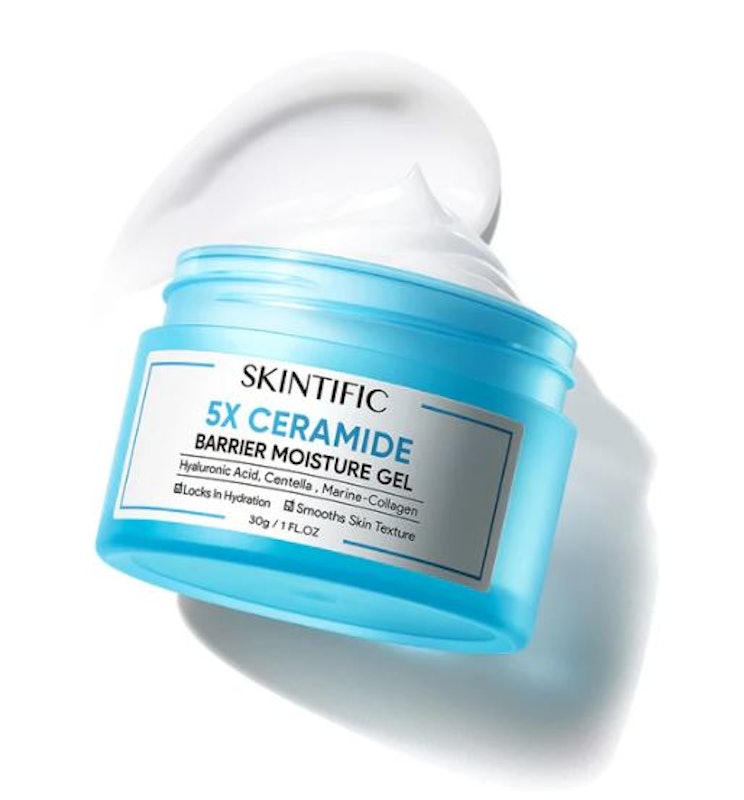 SKINTIFIC
5X CERAMIDE
BARRIER MOISTURE GEL
Hyaluronic Acid, Centella , Marine-Collagen
☑Locks In Hydration ☑Smooths Skin Texture
30g / 1 FL.OZ